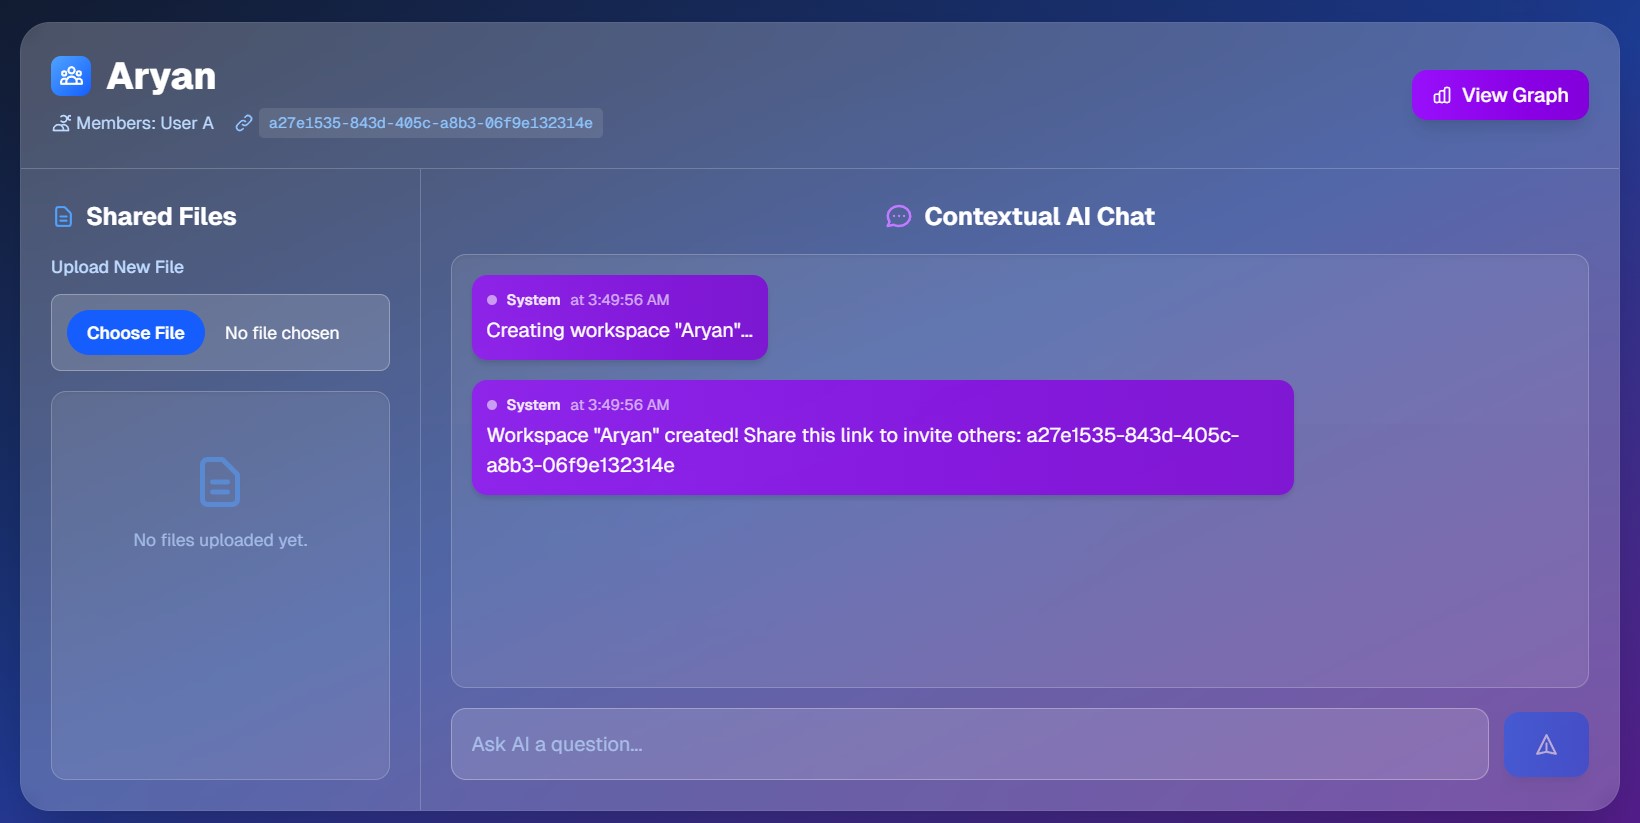 Aryan
Members: User A
a27e1535-843d-405c-a8b3-06f9e132314e
View Graph
Shared Files
Upload New File
Choose File No file chosen
No files uploaded yet.
Contextual AI Chat
System at 3:49:56 AM
Creating workspace "Aryan"...
System at 3:49:56 AM
Workspace "Aryan" created! Share this link to invite others: a27e1535-843d-405c-
a8b3-06f9e132314e
Ask AI a question...